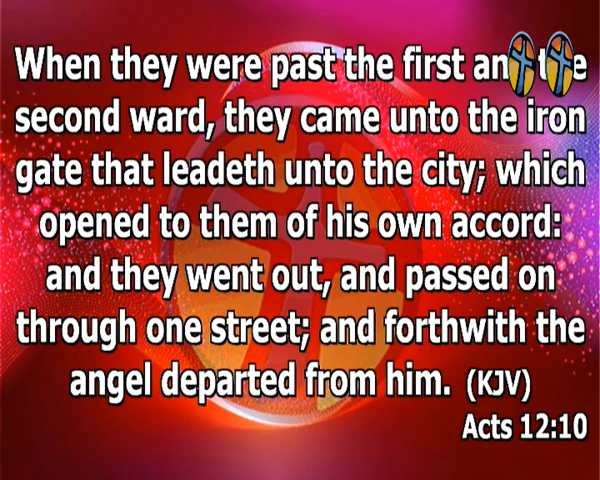 When they were past the first and the
second ward, they came unto the iron
gate that leadeth unto the city; which
opened to them of his own accord:
and they went out, and passed on
through one street; and forthwith the
angel departed from him. (KJV)
Acts 12:10